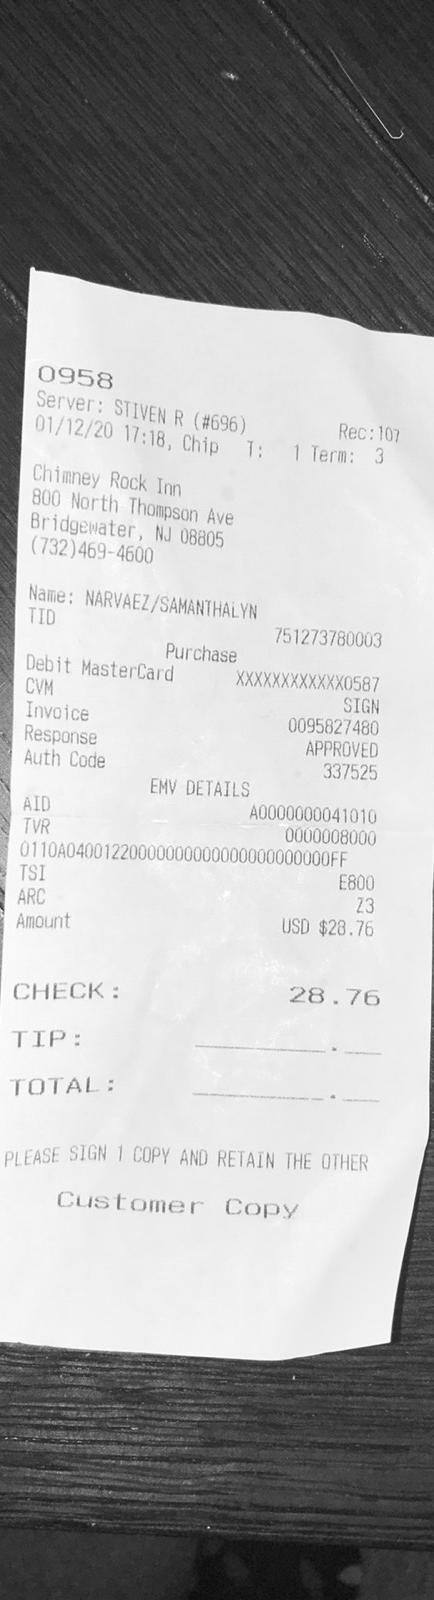 0958
Server: STIVEN R (#696) Rec:107
01/12/20 17:18, Chip T: 1 Term: 3
Chimney Rock Inn
800 North Thompson Ave
Bridgewater, NJ 08805
(732)469-4600
Name: NARVAEZ/SAMANTHALYN
TID 751273780003
Purchase
Debit MasterCard XXXXXXXXXXXX0587
CVM SIGN
Invoice 0095827480
Response APPROVED
Auth Code 337525
EMV DETAILS
AID A0000000041010
TVR 0000008000
0110A04001220000000000000000000000FF
TSI E800
ARC Z3
Amount USD $28.76
CHECK: 28.76
TIP: ________.___
TOTAL: ________.___
PLEASE SIGN 1 COPY AND RETAIN THE OTHER
Customer Copy